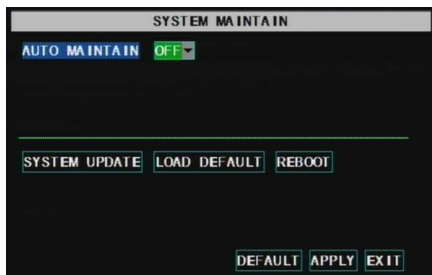 SYSTEM MAINTAIN
AUTO MAINTAIN OFF
SYSTEM UPDATE LOAD DEFAULT REBOOT
DEFAULT APPLY EXIT